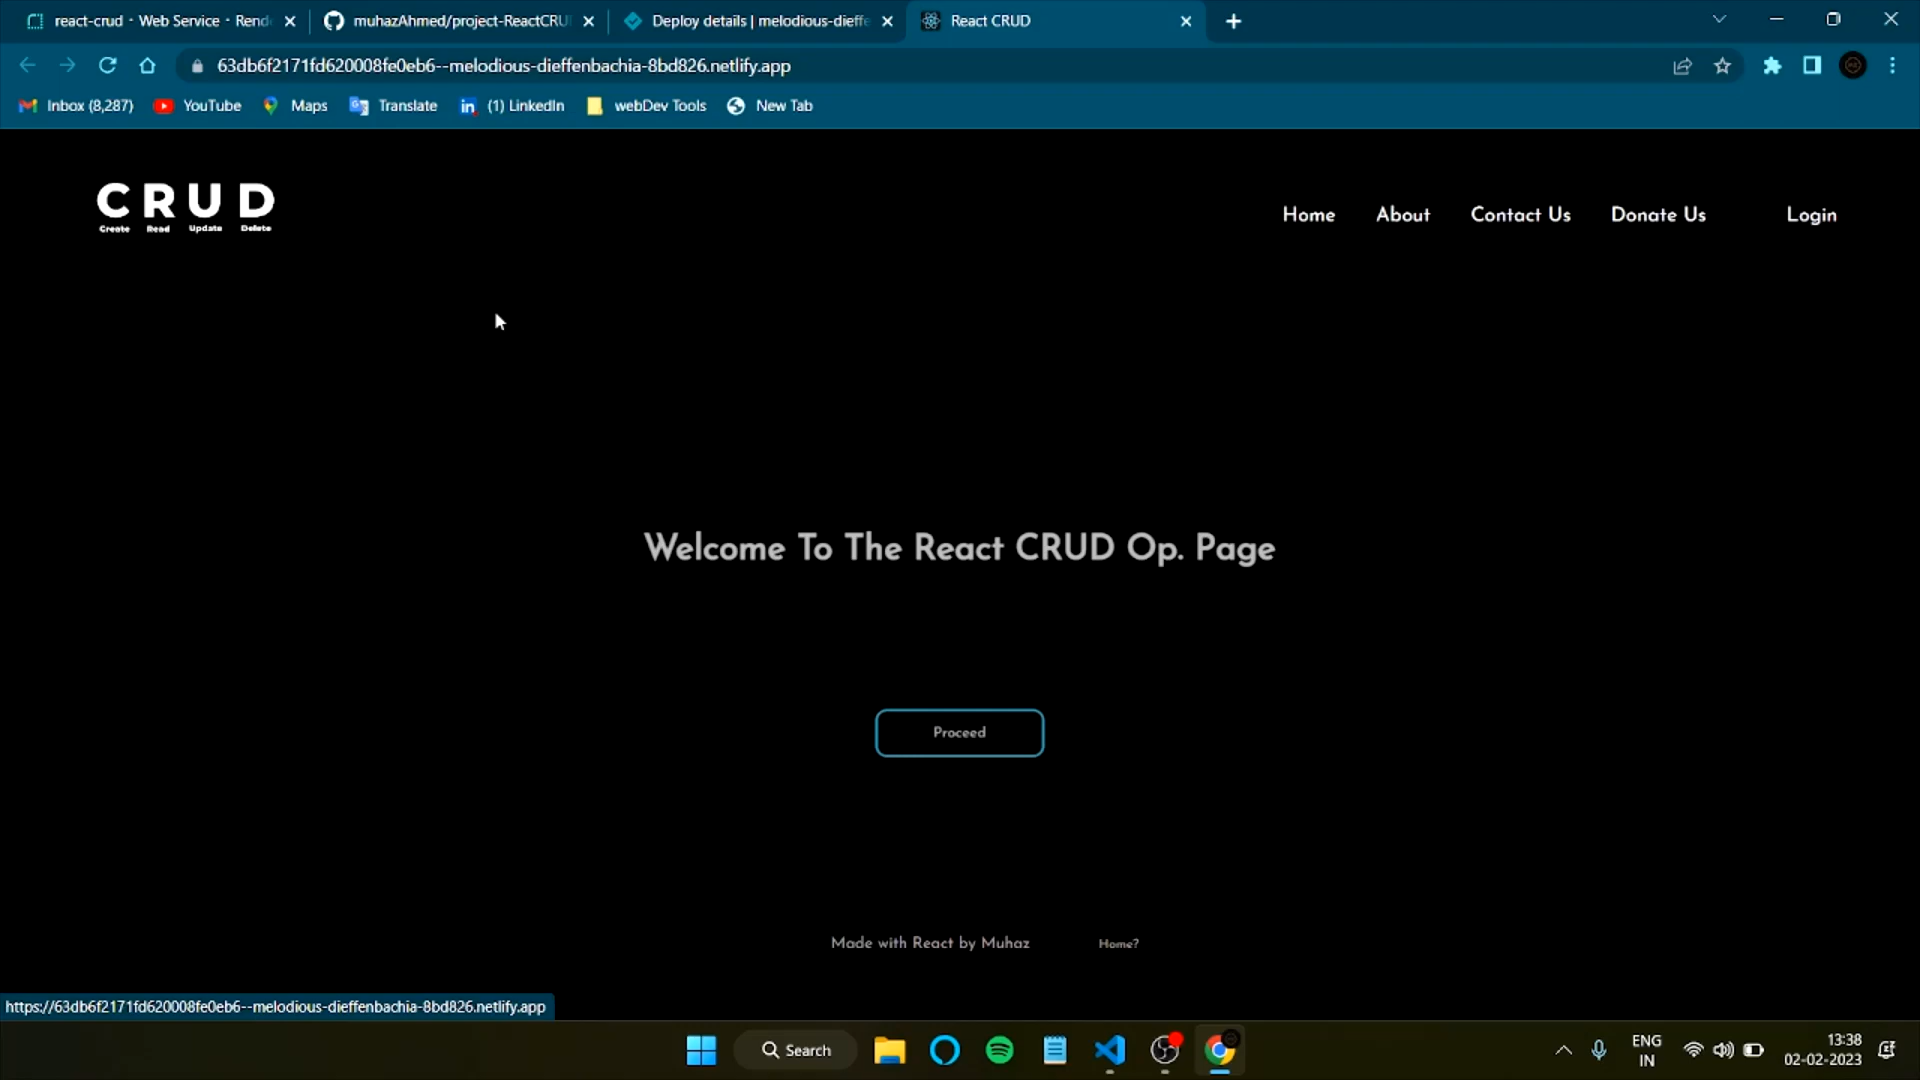 react-crud · Web Service · Rend
muhazAhmed/project-ReactCRU
Deploy details | melodious-dieffe
React CRUD
63db6f2171fd620008fe0eb6--melodious-dieffenbachia-8bd826.netlify.app
Inbox (8,287)
YouTube
Maps
Translate
in
(1) LinkedIn
webDev Tools
New Tab
CRUD
Create Read Update Delete
Home
About
Contact Us
Donate Us
Login
Welcome To The React CRUD Op. Page
Proceed
Made with React by Muhaz
Home?
https://63db6f2171fd620008fe0eb6--melodious-dieffenbachia-8bd826.netlify.app
Search
ENG
IN
13:38
02-02-2023